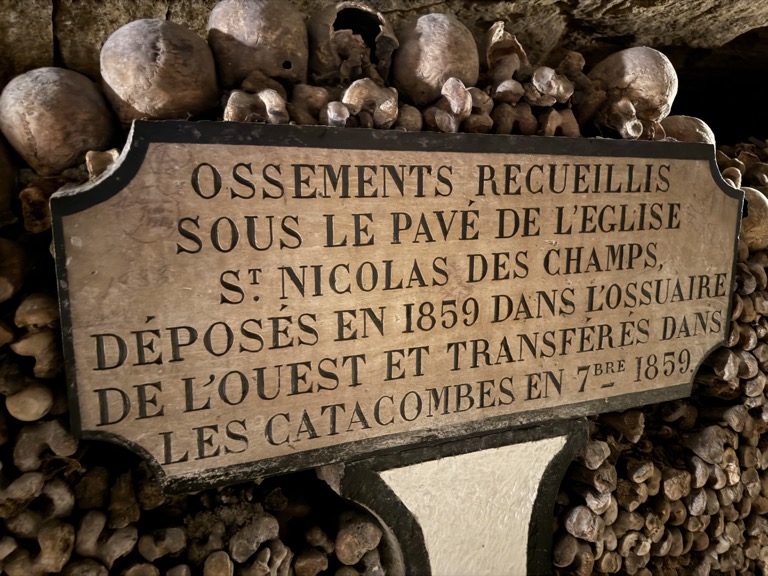 OSSEMENTS RECUEILLIS
SOUS LE PAVÉ DE L'EGLISE
ST. NICOLAS DES CHAMPS,
DÉPOSÉS EN 1859 DANS L'OSSUAIRE
DE L'OUEST ET TRANSFÉRÉS DANS
LES CATACOMBES EN 7BRE 1859.